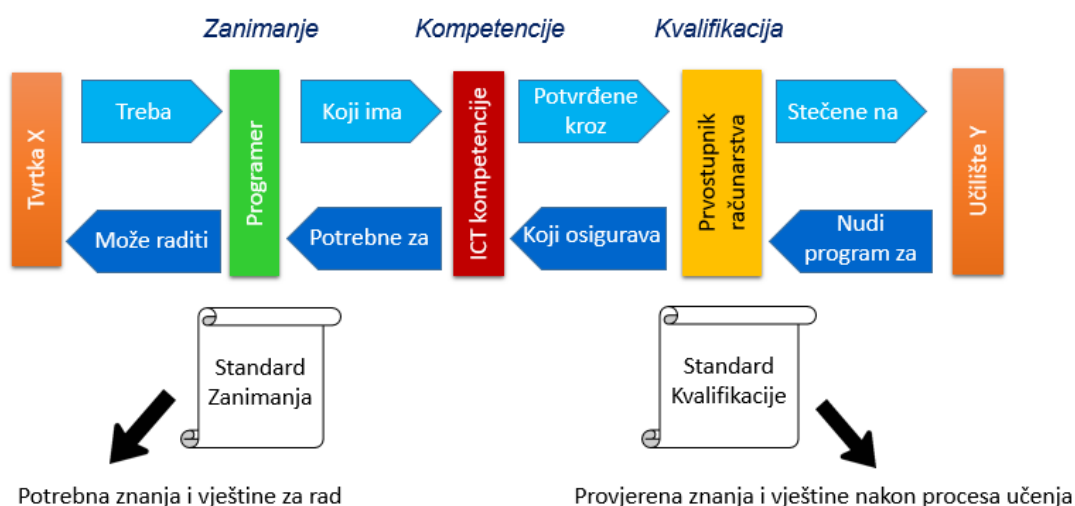 Zanimanje
Kompetencije
Kvalifikacija
Tvrtka X
Treba
Programer
Koji ima
ICT kompetencije
Potvrđene
kroz
Prvostupnik
računarstva
Stečene na
Učilište Y
Može raditi
Potrebne za
Koji osigurava
Nudi
program za
Standard
Zanimanja
Standard
Kvalifikacije
Potrebna znanja i vještine za rad
Provjerena znanja i vještine nakon procesa učenja